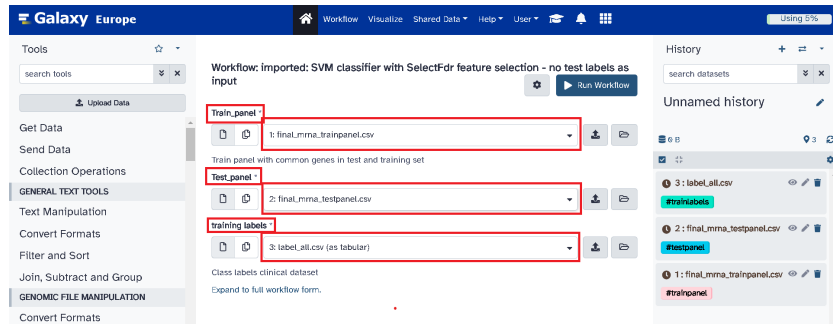 Galaxy Europe
Workflow Visualize Shared Data Help User
Using 5%
Tools
search tools
Upload Data
Get Data
Send Data
Collection Operations
GENERAL TEXT TOOLS
Text Manipulation
Convert Formats
Filter and Sort
Join, Subtract and Group
GENOMIC FILE MANIPULATION
Convert Formats
Workflow: imported: SVM classifier with SelectFdr feature selection - no test labels as
input
Run Workflow
Train_panel *
1: final_mrna_trainpanel.csv
Train panel with common genes in test and training set
Test_panel *
2: final_mrna_testpanel.csv
training labels *
3: label_all.csv (as tabular)
Class labels clinical dataset
Expand to full workflow form.
History
search datasets
Unnamed history
0 B
3
3 : label_all.csv
#trainlabels
2 : final_mrna_testpanel.csv
#testpanel
1 : final_mrna_trainpanel.csv
#trainpanel